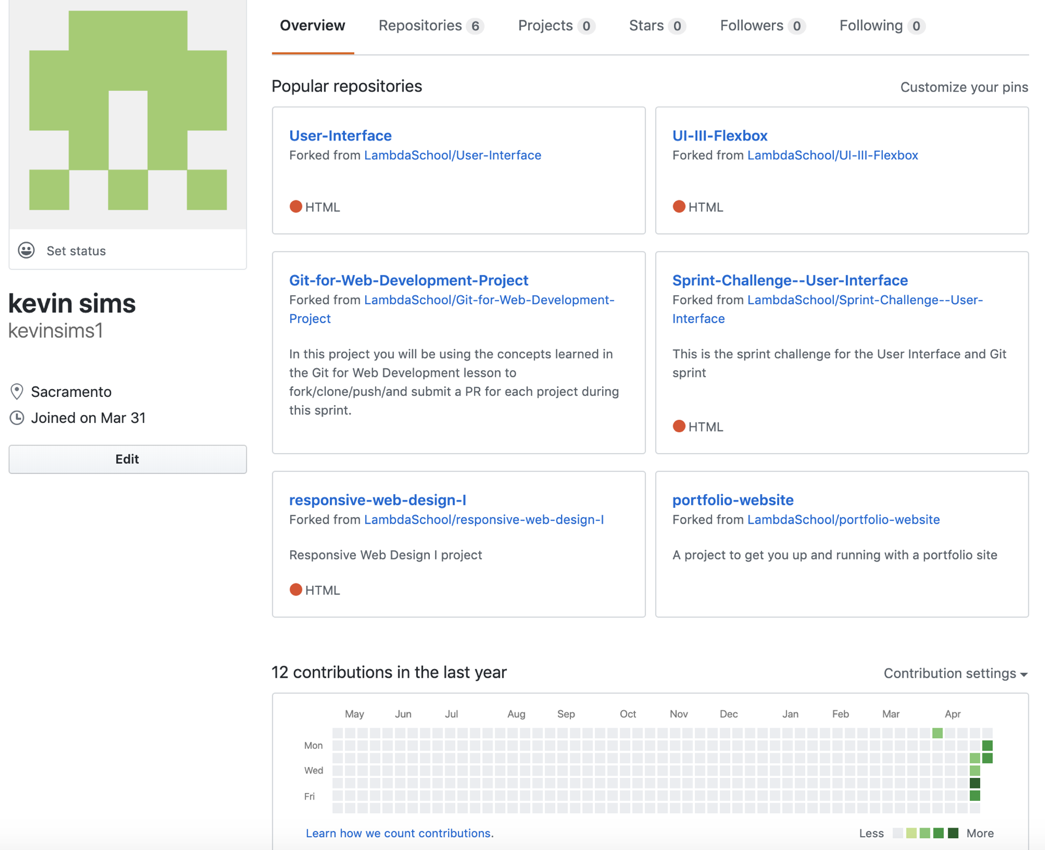 Overview
Repositories 6
Projects 0
Stars 0
Followers 0
Following 0
Set status
kevin sims
kevinsims1
Sacramento
Joined on Mar 31
Edit
Popular repositories
Customize your pins
User-Interface
Forked from LambdaSchool/User-Interface
HTML
UI-III-Flexbox
Forked from LambdaSchool/UI-III-Flexbox
HTML
Git-for-Web-Development-Project
Forked from LambdaSchool/Git-for-Web-Development-
Project
In this project you will be using the concepts learned in
the Git for Web Development lesson to
fork/clone/push/and submit a PR for each project during
this sprint.
Sprint-Challenge--User-Interface
Forked from LambdaSchool/Sprint-Challenge--User-
Interface
This is the sprint challenge for the User Interface and Git
sprint
HTML
responsive-web-design-I
Forked from LambdaSchool/responsive-web-design-I
Responsive Web Design I project
HTML
portfolio-website
Forked from LambdaSchool/portfolio-website
A project to get you up and running with a portfolio site
12 contributions in the last year
Contribution settings
May Jun Jul Aug Sep Oct Nov Dec Jan Feb Mar Apr
Mon
Wed
Fri
Learn how we count contributions.
Less More